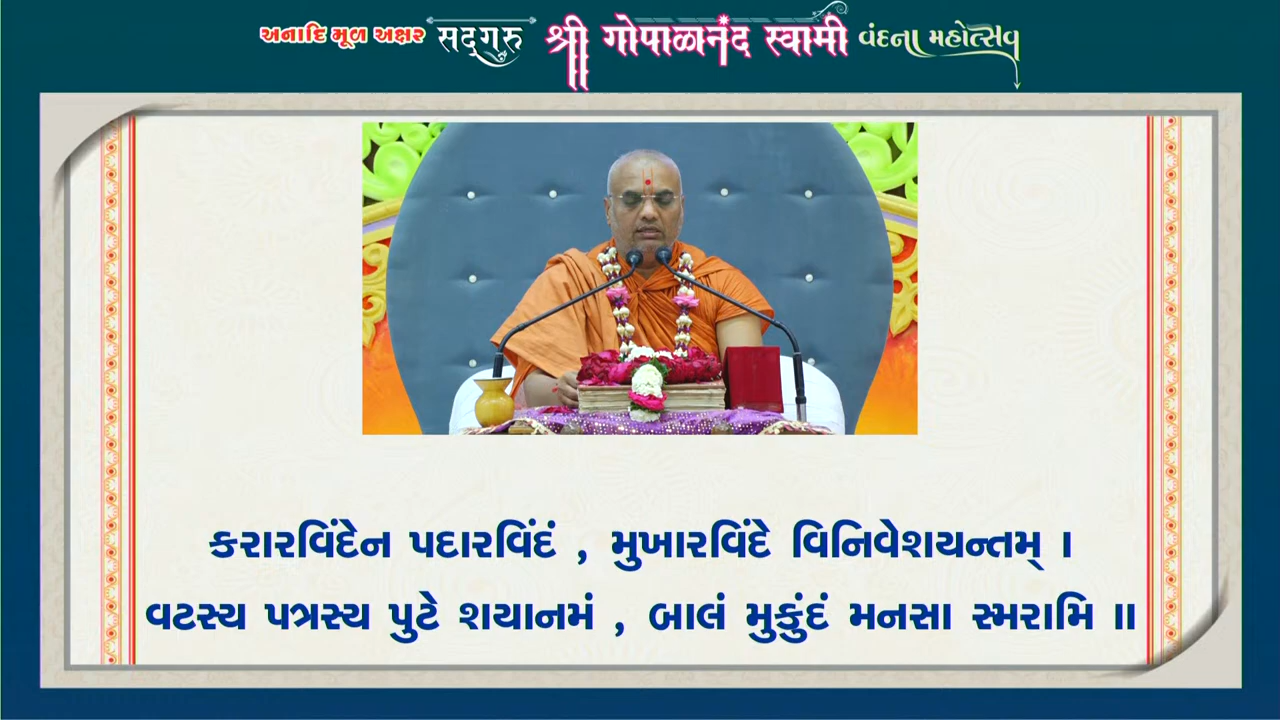 અનાદિ મૂળ અક્ષર સદ્‌ગુરુ શ્રી ગોપાળાનંદ સ્વામી વંદના મહોત્સવ
કરારવિંદેન પદારવિંદં , મુખારવિંદે વિનિવેશયન્તમ્ ।
વટસ્ય પત્રસ્ય પુટે શયાનમં , બાલં મુકુંદં મનસા સ્મરામિ ॥